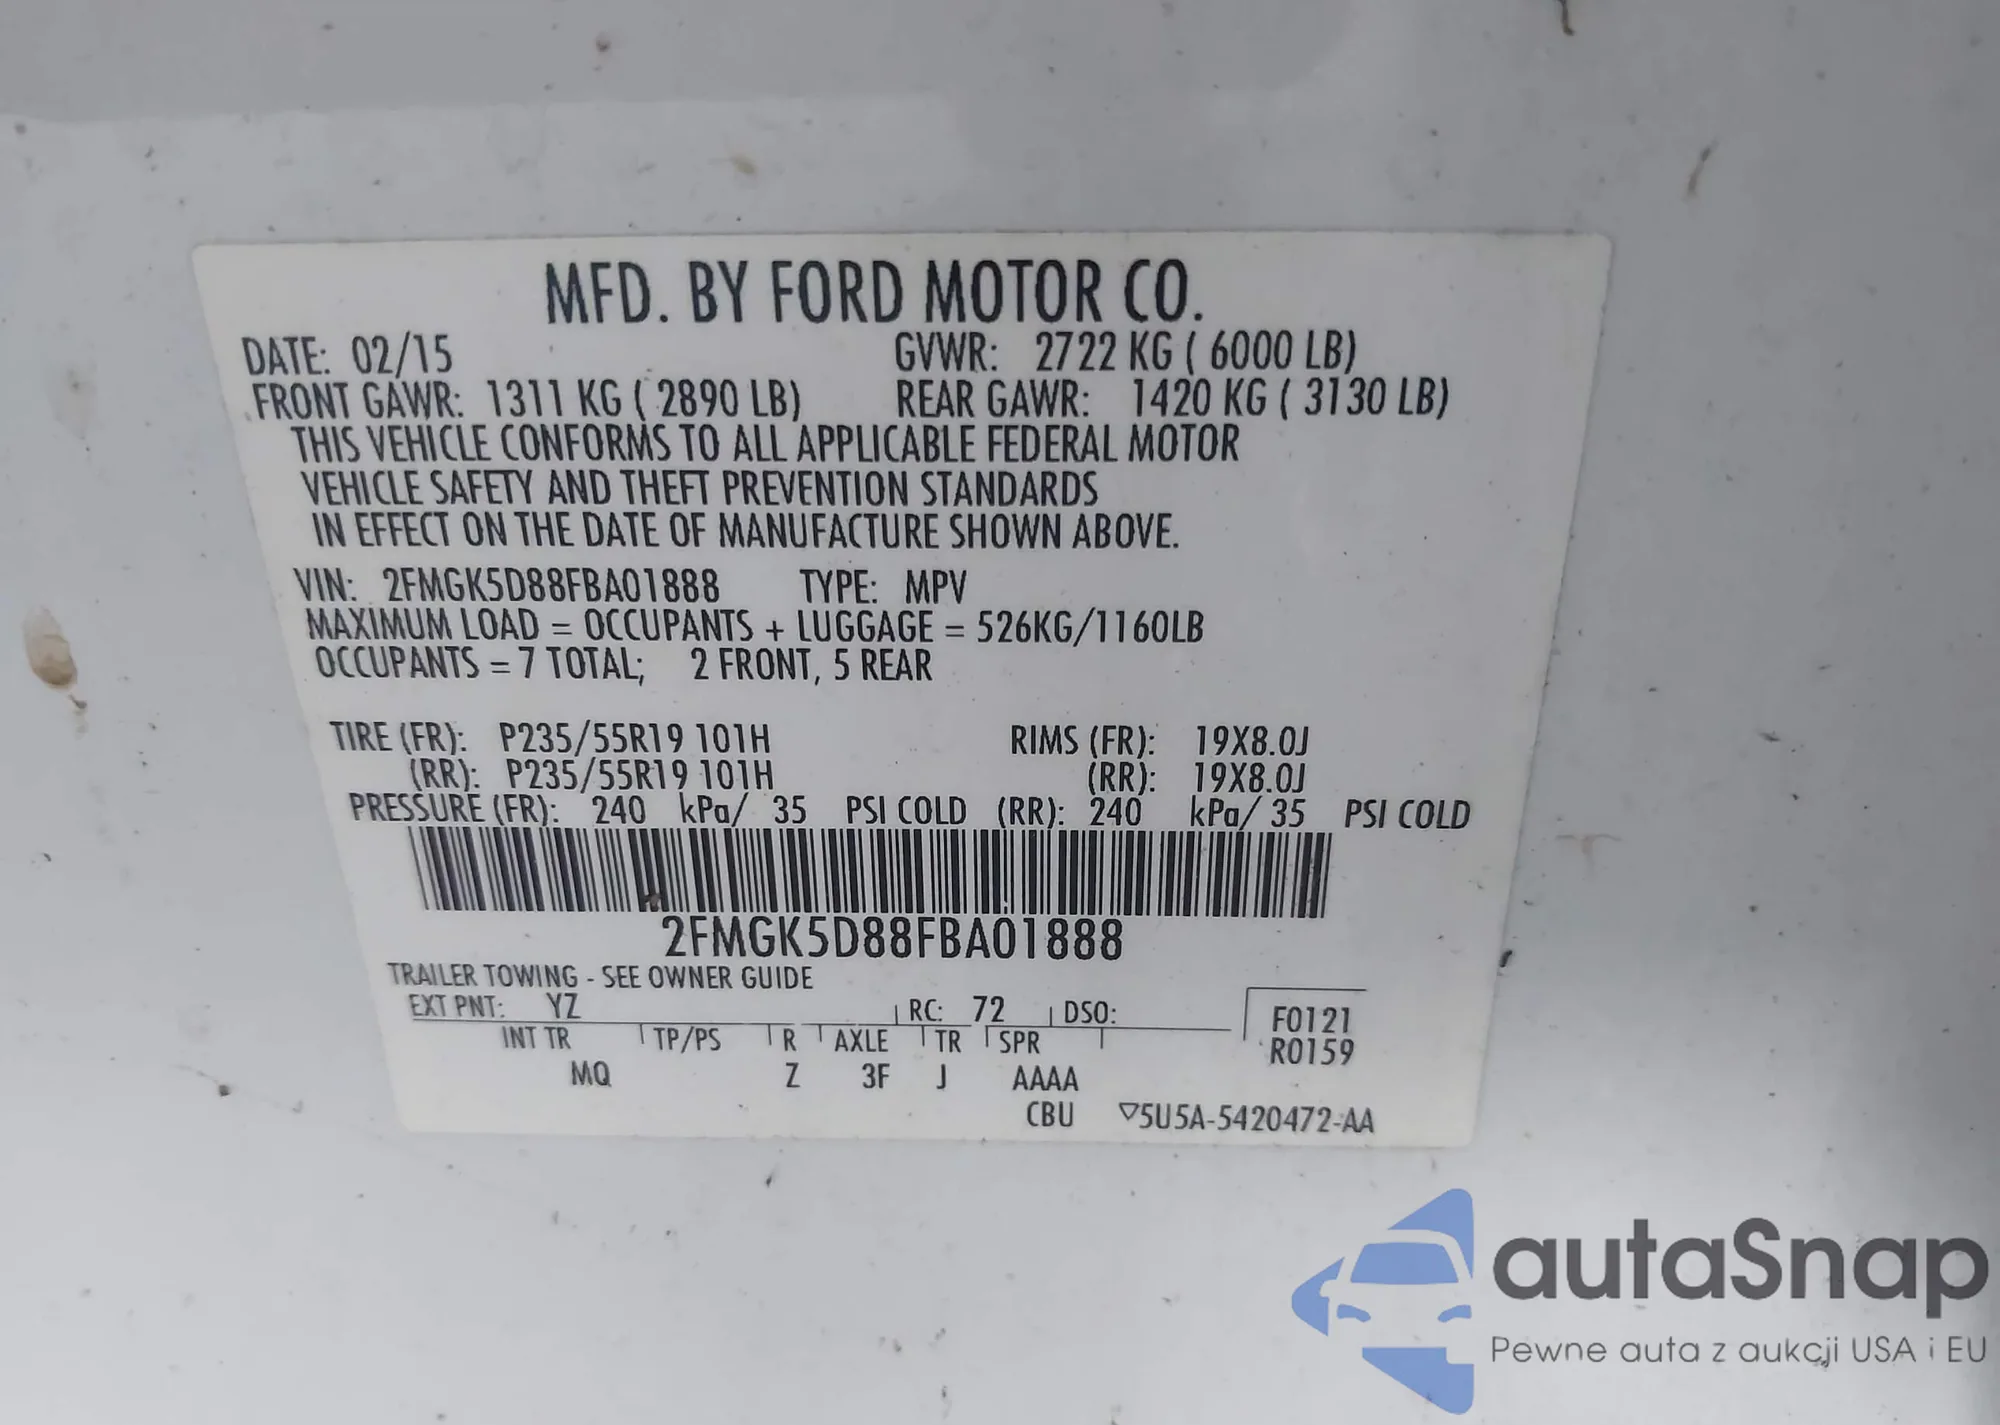 MFD. BY FORD MOTOR CO.
DATE: 02/15 GVWR: 2722 KG ( 6000 LB)
FRONT GAWR: 1311 KG ( 2890 LB) REAR GAWR: 1420 KG ( 3130 LB)
THIS VEHICLE CONFORMS TO ALL APPLICABLE FEDERAL MOTOR
VEHICLE SAFETY AND THEFT PREVENTION STANDARDS
IN EFFECT ON THE DATE OF MANUFACTURE SHOWN ABOVE.
VIN: 2FMGK5D88FBA01888 TYPE: MPV
MAXIMUM LOAD = OCCUPANTS + LUGGAGE = 526KG/1160LB
OCCUPANTS = 7 TOTAL; 2 FRONT, 5 REAR
TIRE (FR): P235/55R19 101H RIMS (FR): 19X8.0J
(RR): P235/55R19 101H (RR): 19X8.0J
PRESSURE (FR): 240 kPa/ 35 PSI COLD (RR): 240 kPa/ 35 PSI COLD
2FMGK5D88FBA01888
TRAILER TOWING - SEE OWNER GUIDE
EXT PNT: YZ RC: 72 DSO: F0121
INT TR TP/PS R AXLE TR SPR R0159
MQ Z 3F J AAAA
CBU ▽5U5A-5420472-AA
autaSnap
Pewne auta z aukcji USA i EU